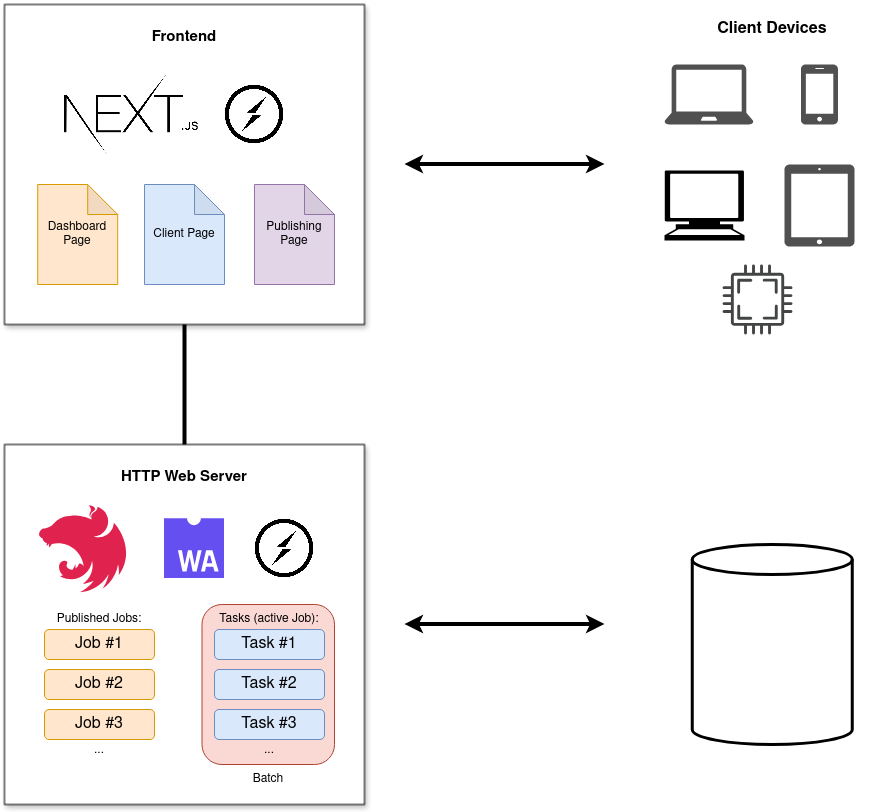 Frontend
Client Devices
NEXT.JS
Dashboard
Page
Client Page
Publishing
Page
HTTP Web Server
WA
Published Jobs:
Job #1
Job #2
Job #3
...
Tasks (active Job):
Task #1
Task #2
Task #3
...
Batch